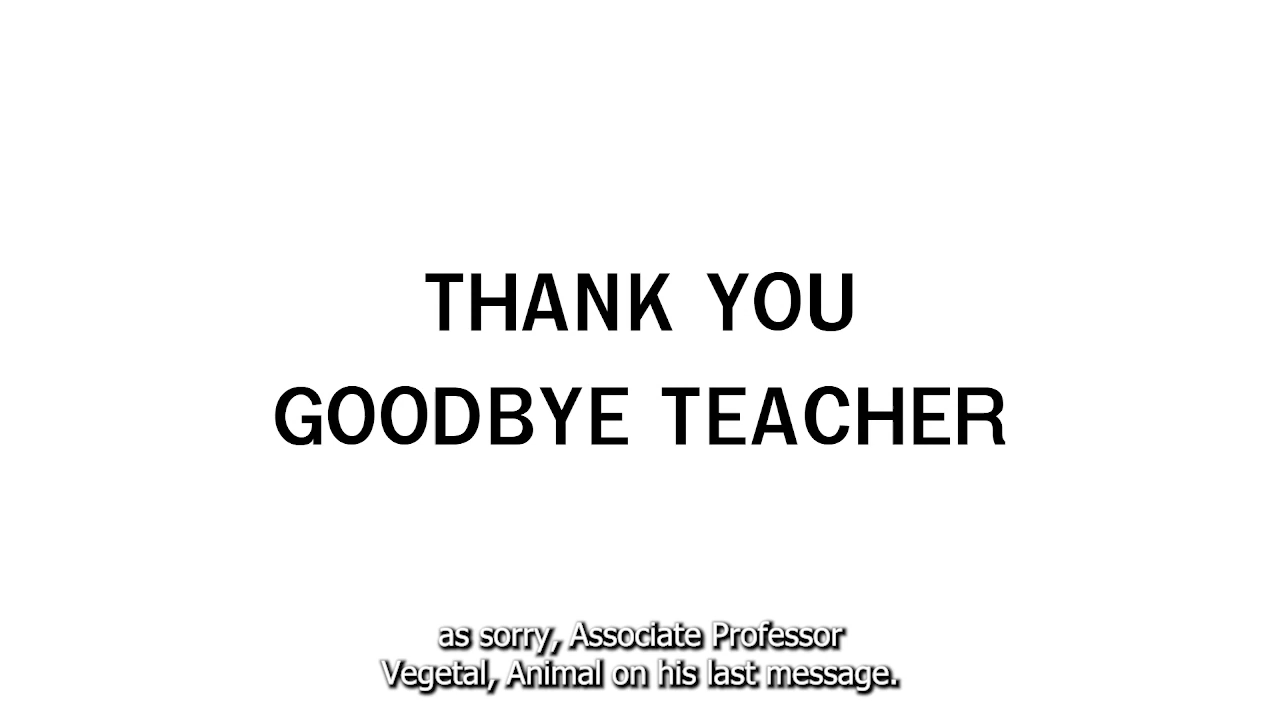 THANK YOU
GOODBYE TEACHER
as sorry, Associate Professor
Vegetal, Animal on his last message.